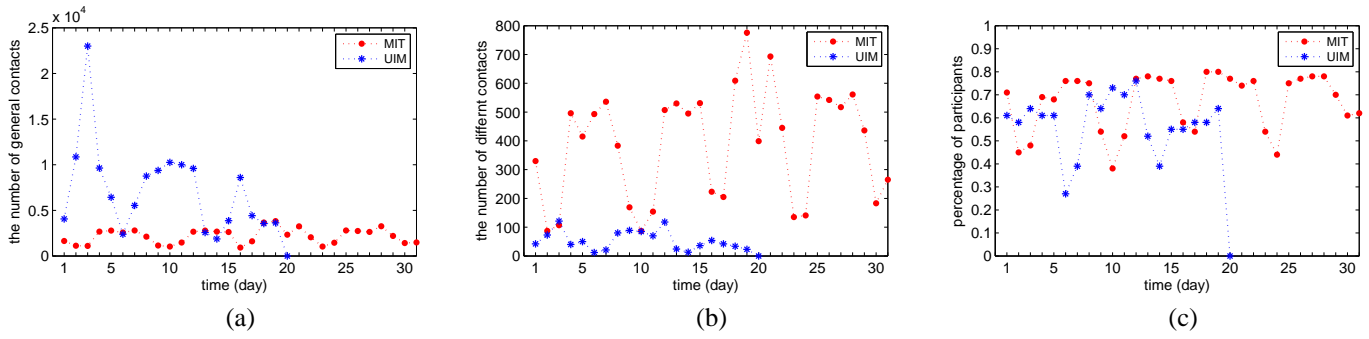 x 10⁴
2.5
2
1.5
1
0.5
0
1 5 10 15 20 25 30
time (day)
the number of general contacts
MIT
UIM
(a)
800
700
600
500
400
300
200
100
0
1 5 10 15 20 25 30
time (day)
the number of differnt contacts
MIT
UIM
(b)
1
0.9
0.8
0.7
0.6
0.5
0.4
0.3
0.2
0.1
0
1 5 10 15 20 25 30
time (day)
percentage of participants
MIT
UIM
(c)